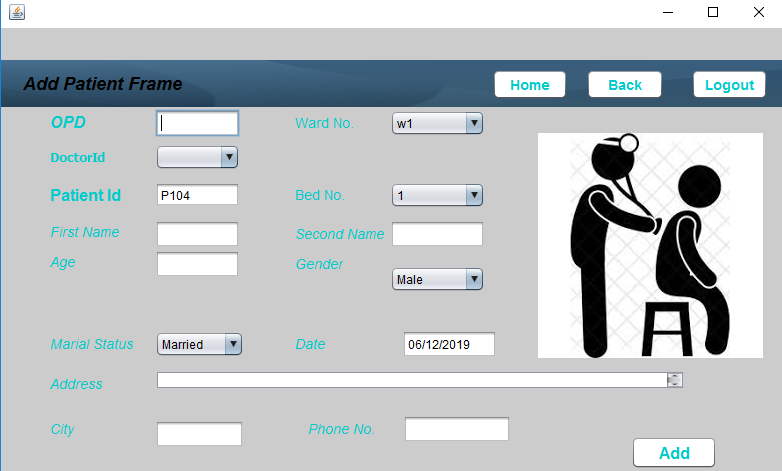 Add Patient Frame Home Back Logout
OPD Ward No. w1
DoctorId
Patient Id P104 Bed No. 1
First Name Second Name
Age Gender Male
Marial Status Married Date 06/12/2019
Address
City Phone No.
Add